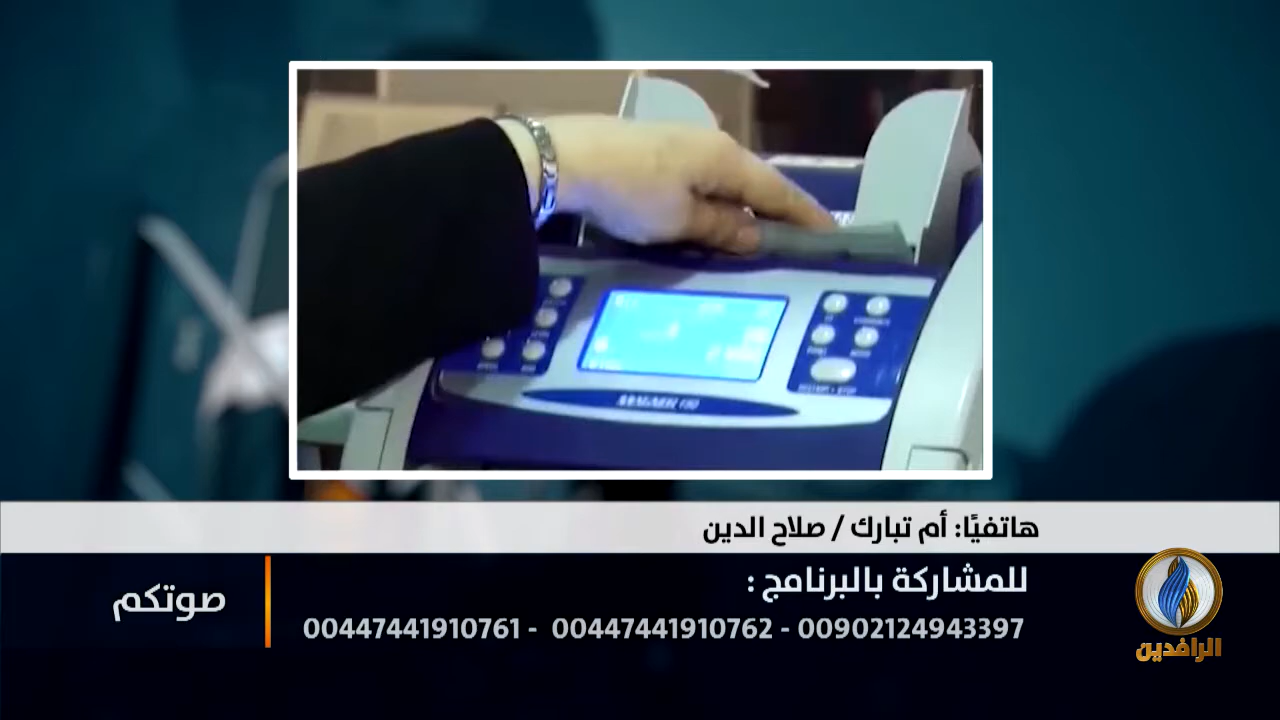 هاتفيًا: أم تبارك / صلاح الدين
للمشاركة بالبرنامج :
00447441910761 - 00447441910762 - 00902124943397
صوتكم
الرافدين